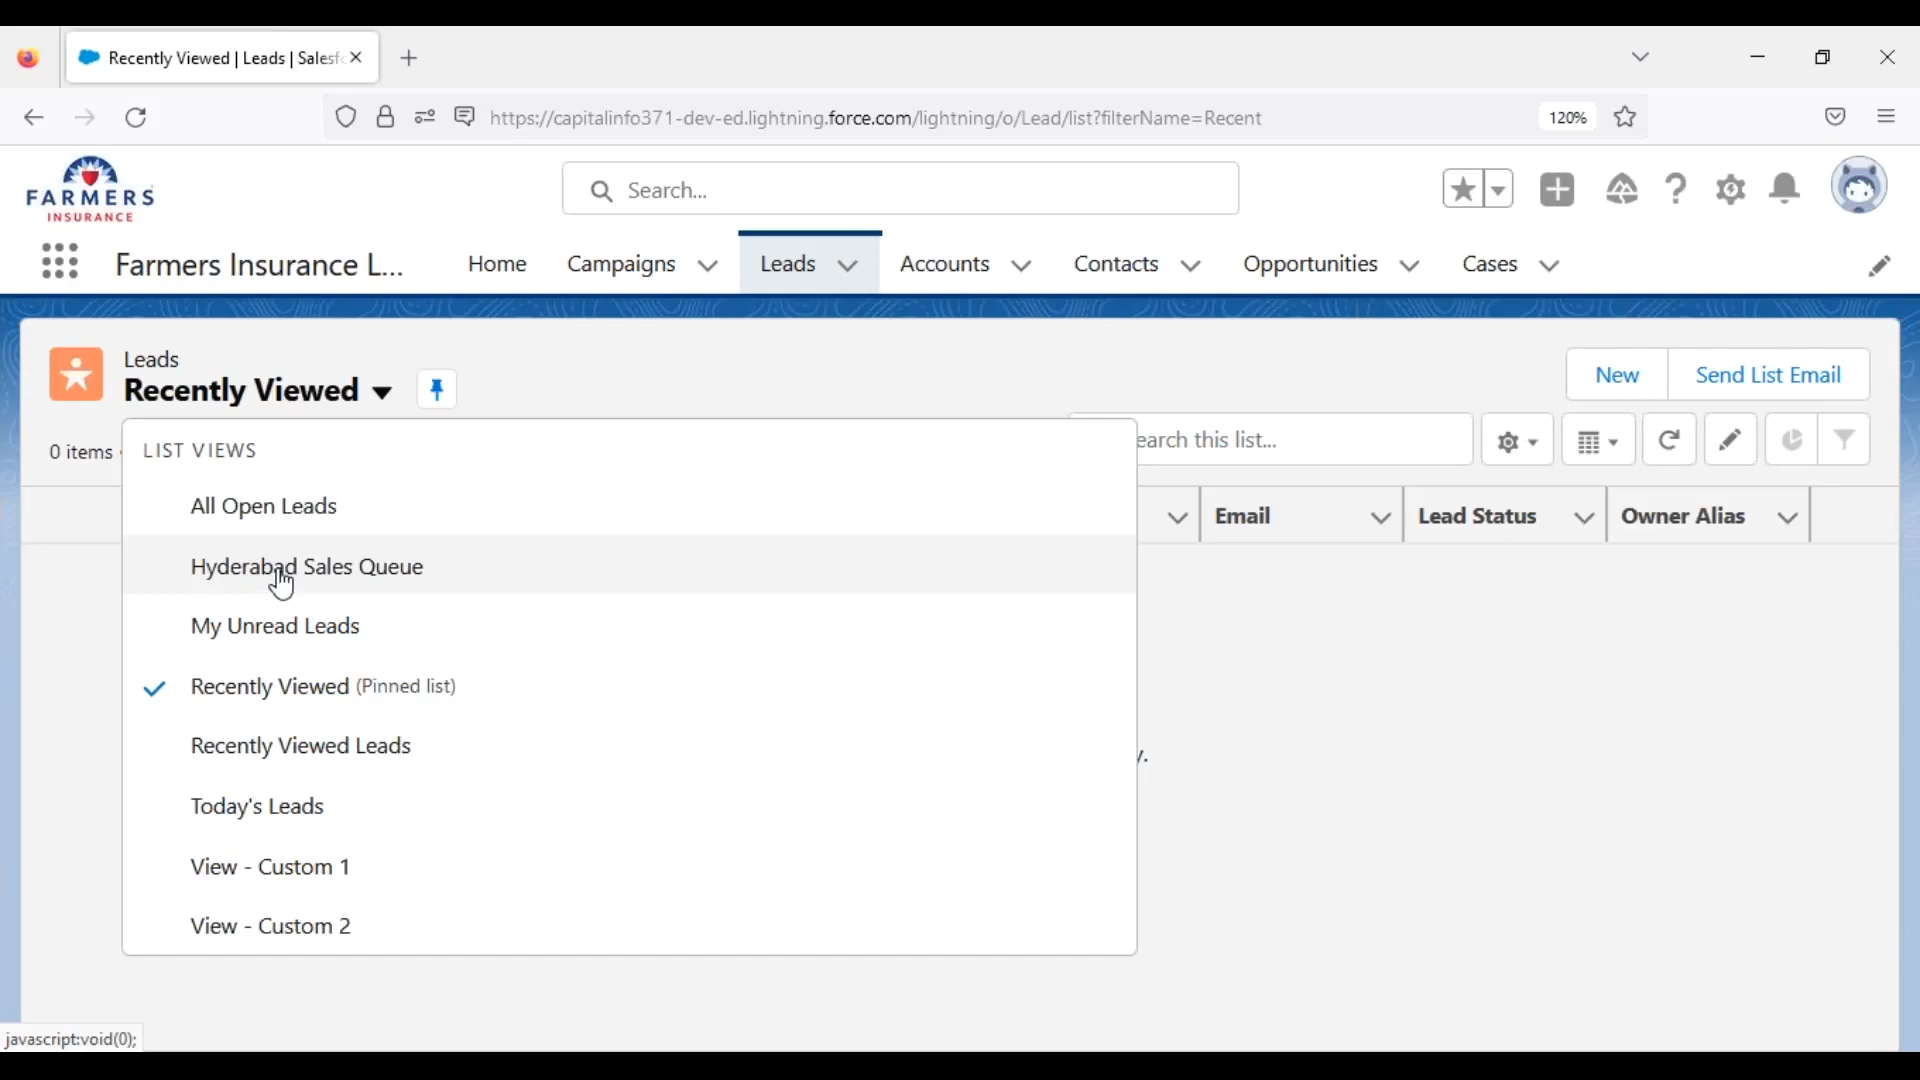 Recently Viewed | Leads | Salesf
https://capitalinfo371-dev-ed.lightning.force.com/lightning/o/Lead/list?filterName=Recent
120%
FARMERS
INSURANCE
Search...
Farmers Insurance L...
Home
Campaigns
Leads
Accounts
Contacts
Opportunities
Cases
Leads
Recently Viewed
New
Send List Email
0 items
earch this list...
LIST VIEWS
All Open Leads
Hyderabad Sales Queue
My Unread Leads
Recently Viewed (Pinned list)
Recently Viewed Leads
Today's Leads
View - Custom 1
View - Custom 2
Email
Lead Status
Owner Alias
y.
javascript:void(0);